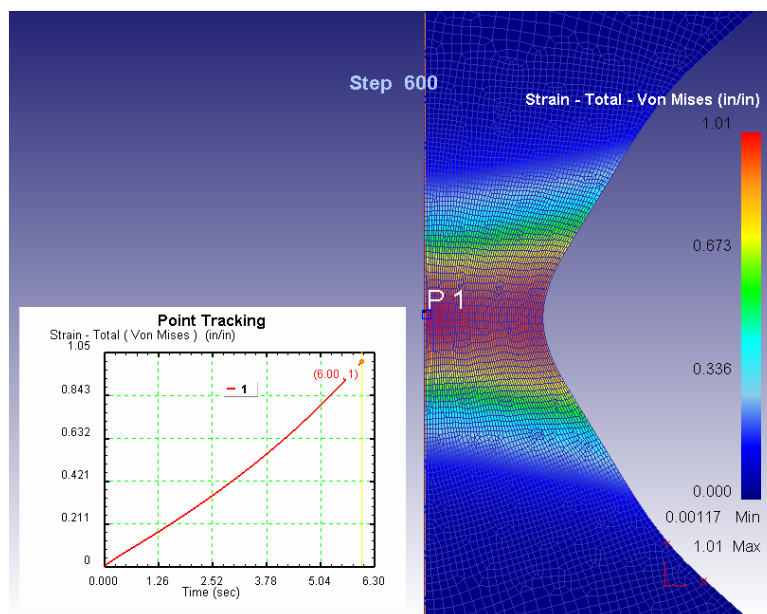 Step 600
Strain - Total - Von Mises (in/in)
1.01
0.673
0.336
0.000
0.00117 Min
1.01 Max
P 1
Point Tracking
Strain - Total ( Von Mises ) (in/in)
1.05
0.843
0.632
0.421
0.211
0
(6.00 ,1)
1
0.000 1.26 2.52 3.78 5.04 6.30
Time (sec)